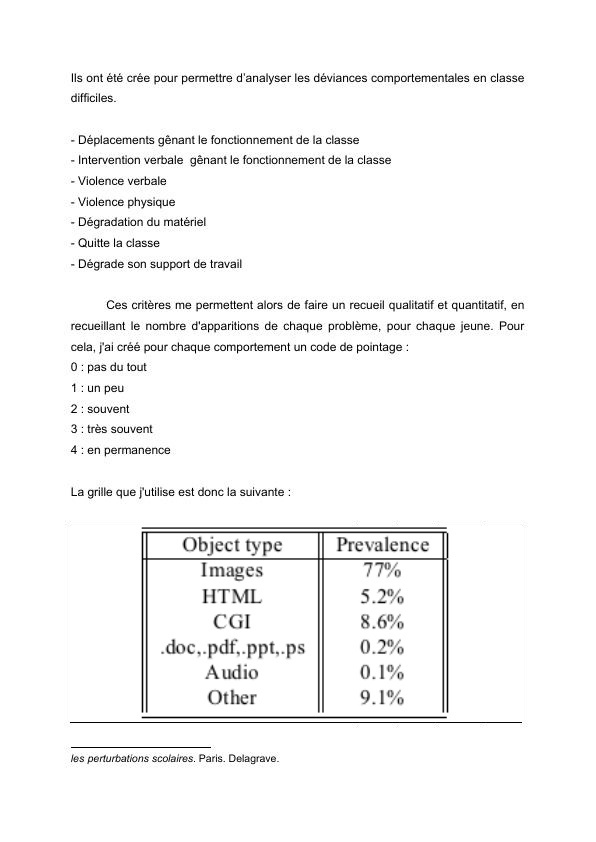 Ils ont été crée pour permettre d'analyser les déviances comportementales en classe
difficiles.
- Déplacements gênant le fonctionnement de la classe
- Intervention verbale  gênant le fonctionnement de la classe
- Violence verbale
- Violence physique
- Dégradation du matériel
- Quitte la classe
- Dégrade son support de travail
Ces critères me permettent alors de faire un recueil qualitatif et quantitatif, en
recueillant le nombre d'apparitions de chaque problème, pour chaque jeune. Pour
cela, j'ai créé pour chaque comportement un code de pointage :
0 : pas du tout
1 : un peu
2 : souvent
3 : très souvent
4 : en permanence
La grille que j'utilise est donc la suivante :
Object type Prevalence
Images 77%
HTML 5.2%
CGI 8.6%
.doc,.pdf,.ppt,.ps 0.2%
Audio 0.1%
Other 9.1%
les perturbations scolaires. Paris. Delagrave.